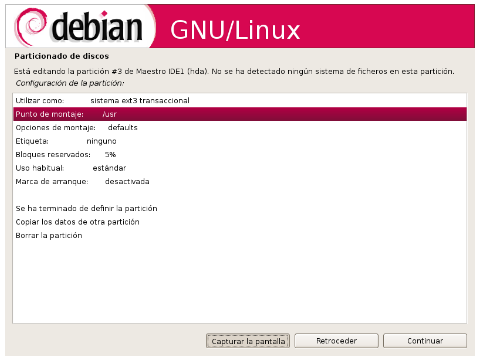 debian GNU/Linux
Particionado de discos
Está editando la partición #3 de Maestro IDE1 (hda). No se ha detectado ningún sistema de ficheros en esta partición.
Configuración de la partición:
Utilizar como: sistema ext3 transaccional
Punto de montaje: /usr
Opciones de montaje: defaults
Etiqueta: ninguno
Bloques reservados: 5%
Uso habitual: estándar
Marca de arranque: desactivada
Se ha terminado de definir la partición
Copiar los datos de otra partición
Borrar la partición
Capturar la pantalla Retroceder Continuar